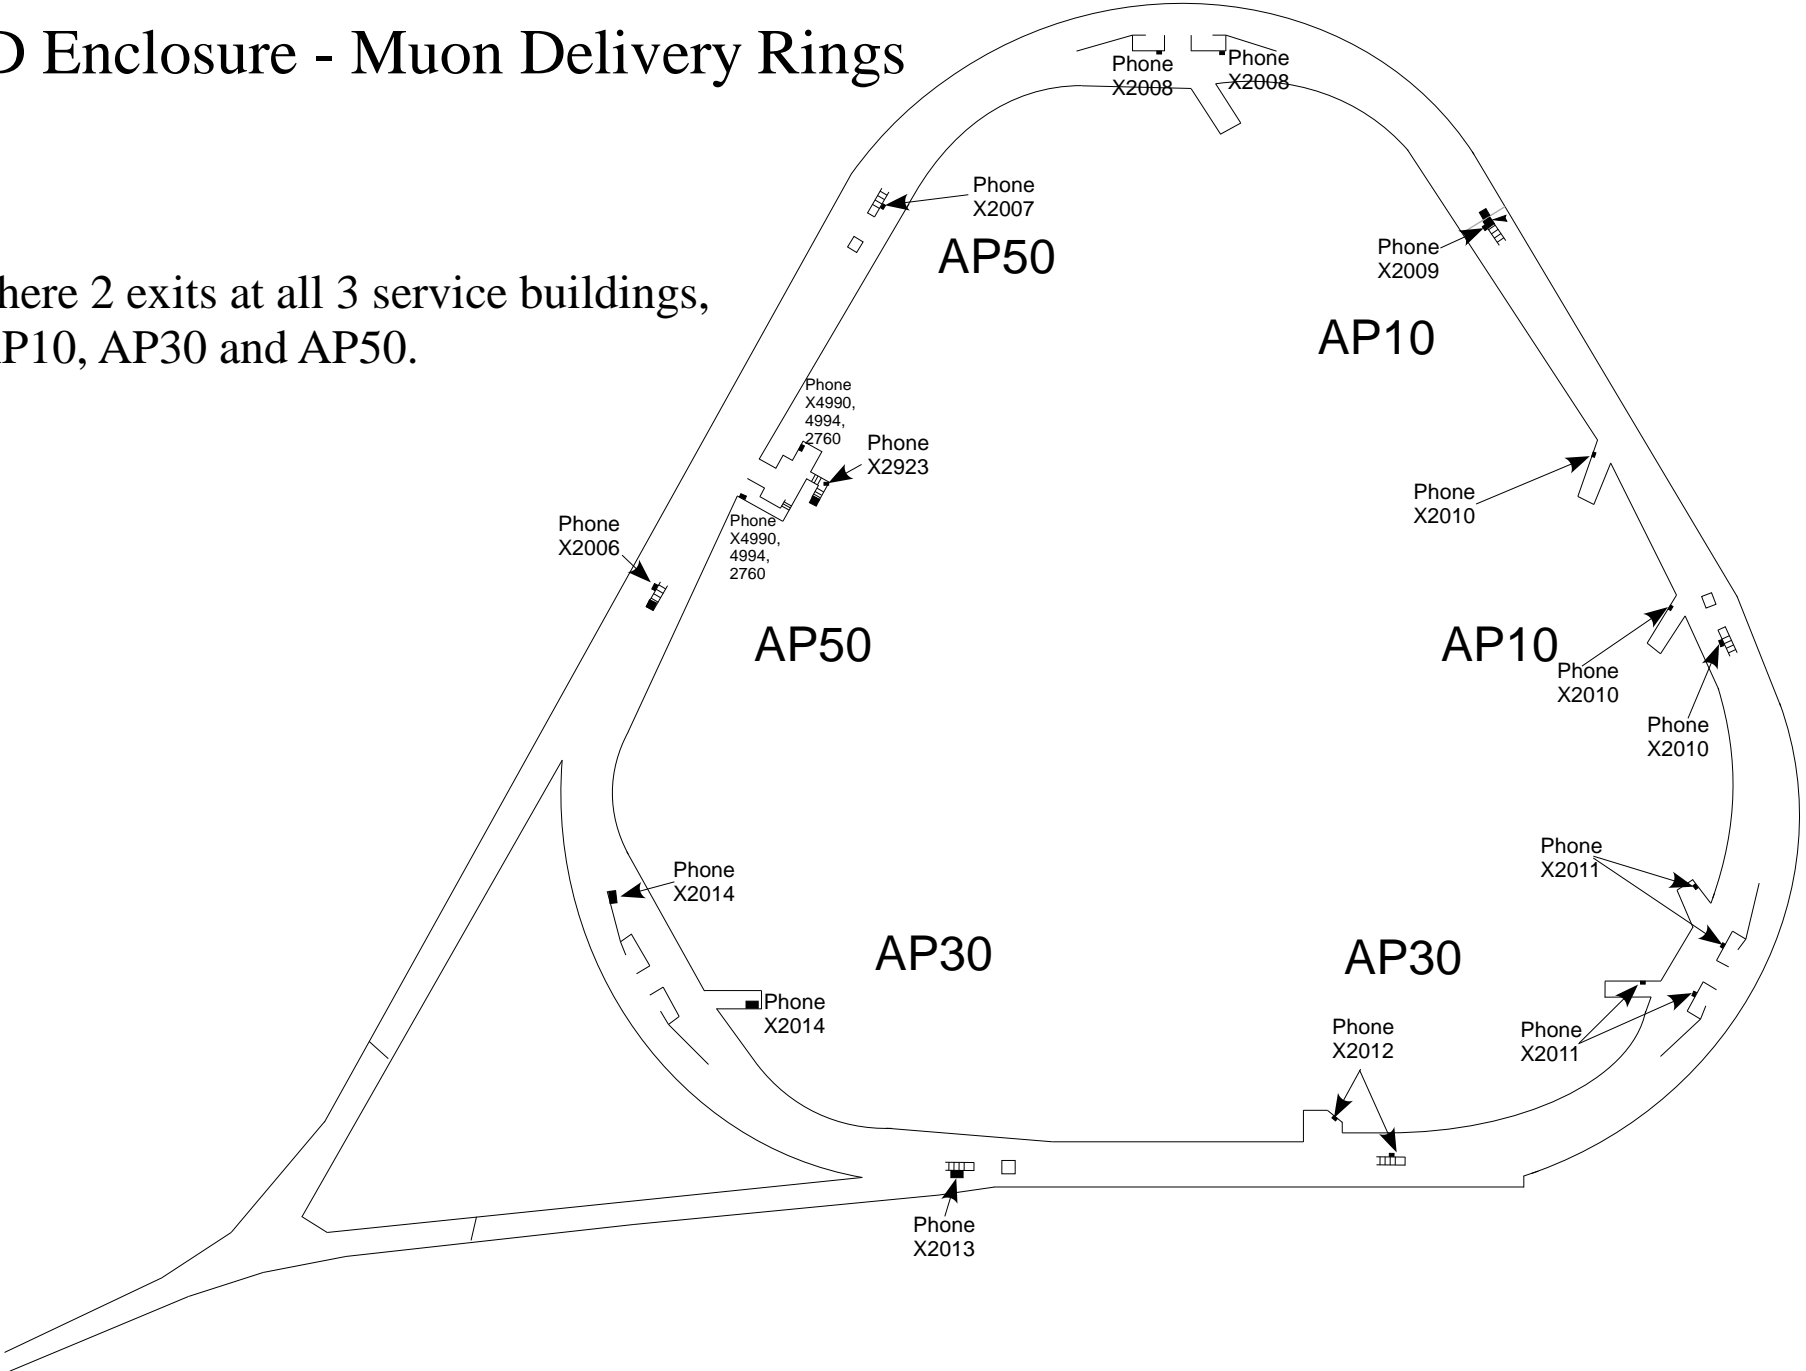 D Enclosure - Muon Delivery Rings
Phone
X2008
Phone
X2008
Phone
X2007
AP50
Phone
X2009
here 2 exits at all 3 service buildings,
AP10, AP30 and AP50.
AP10
Phone
X4990,
4994,
2760
Phone
X2923
Phone
X2010
Phone
X2006
Phone
X4990,
4994,
2760
AP50
AP10
Phone
X2010
Phone
X2010
Phone
X2014
Phone
X2011
AP30
AP30
Phone
X2014
Phone
X2012
Phone
X2011
Phone
X2013